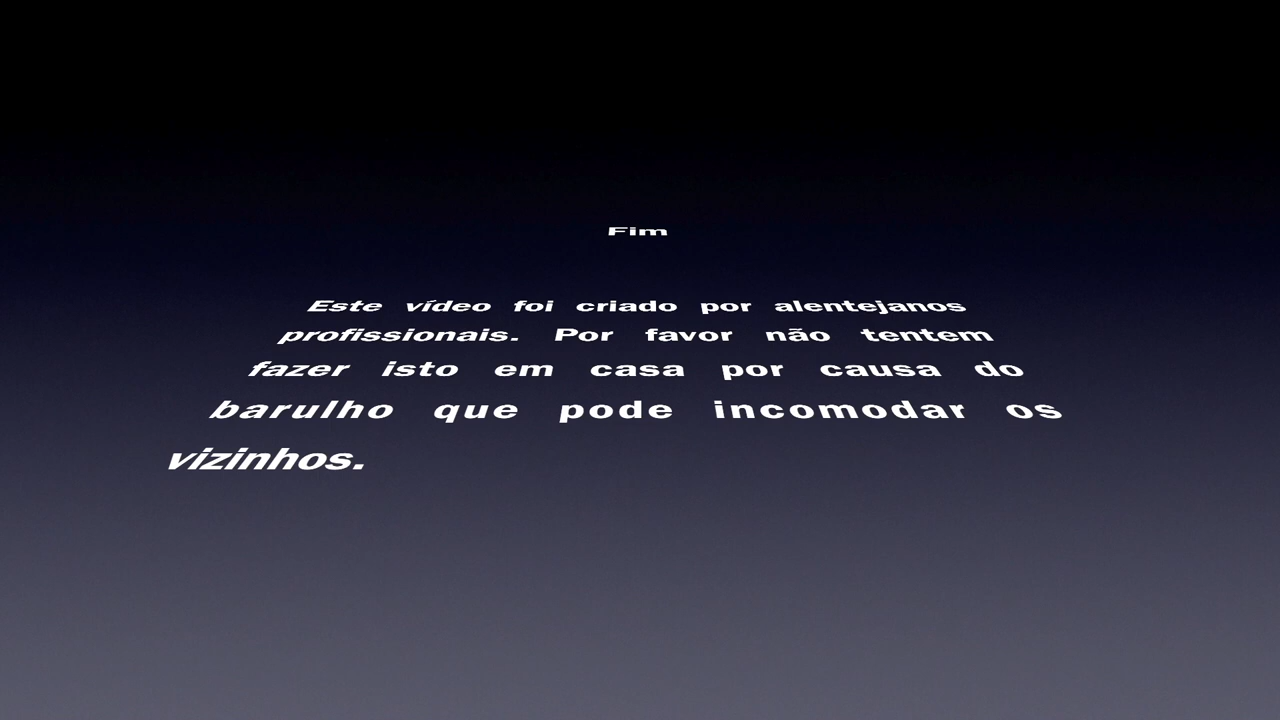 Fim
Este vídeo foi criado por alentejanos
profissionais. Por favor não tentem
fazer isto em casa por causa do
barulho que pode incomodar os
vizinhos.